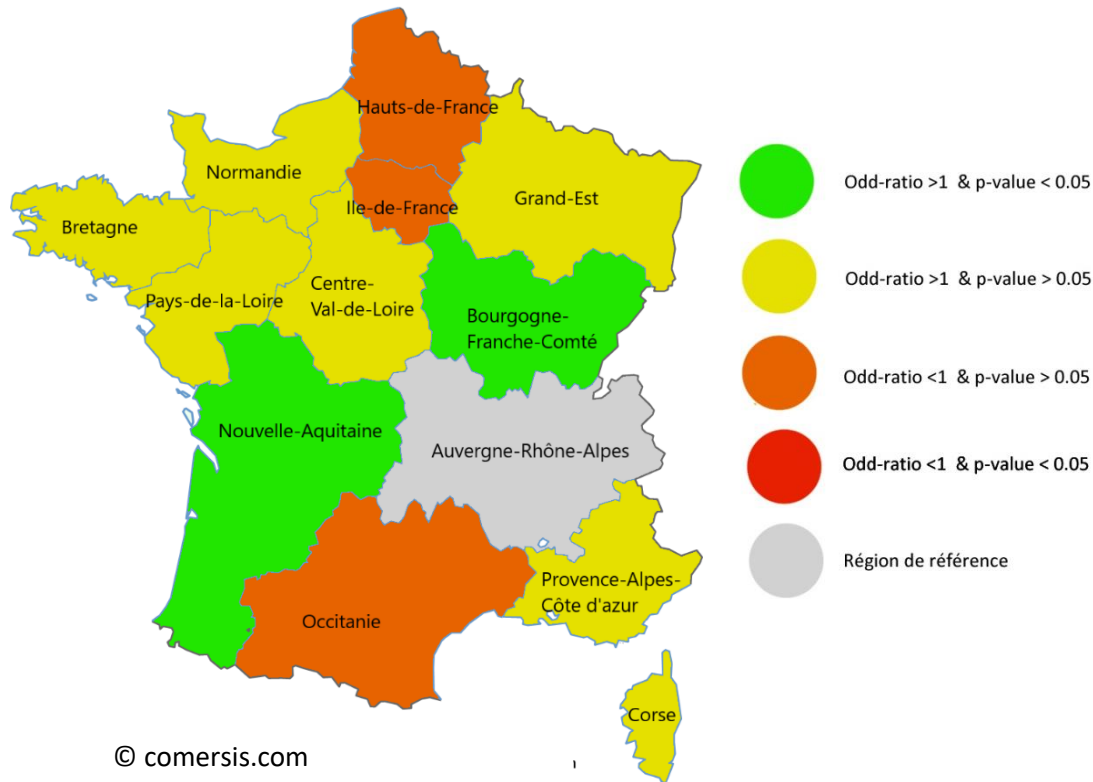 Hauts-de-France
Normandie
Ile-de-France
Grand-Est
Bretagne
Pays-de-la-Loire
Centre-
Val-de-Loire
Bourgogne-
Franche-Comté
Nouvelle-Aquitaine
Auvergne-Rhône-Alpes
Provence-Alpes-
Côte d'azur
Occitanie
Corse
Odd-ratio >1 & p-value < 0.05
Odd-ratio >1 & p-value > 0.05
Odd-ratio <1 & p-value > 0.05
Odd-ratio <1 & p-value < 0.05
Région de référence
© comersis.com